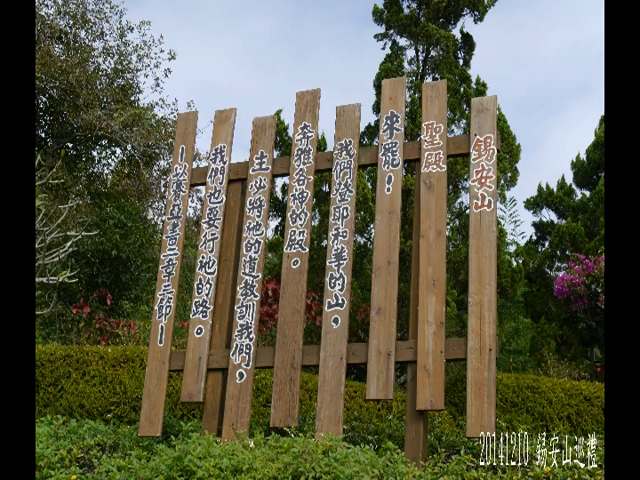 錫安山
聖殿
來罷！
我們登耶和華的山，
奔雅各神的殿。
主必將祂的道教訓我們，
我們也要行祂的路。
—以賽亞書二章三節—
20141210 錫安山巡禮